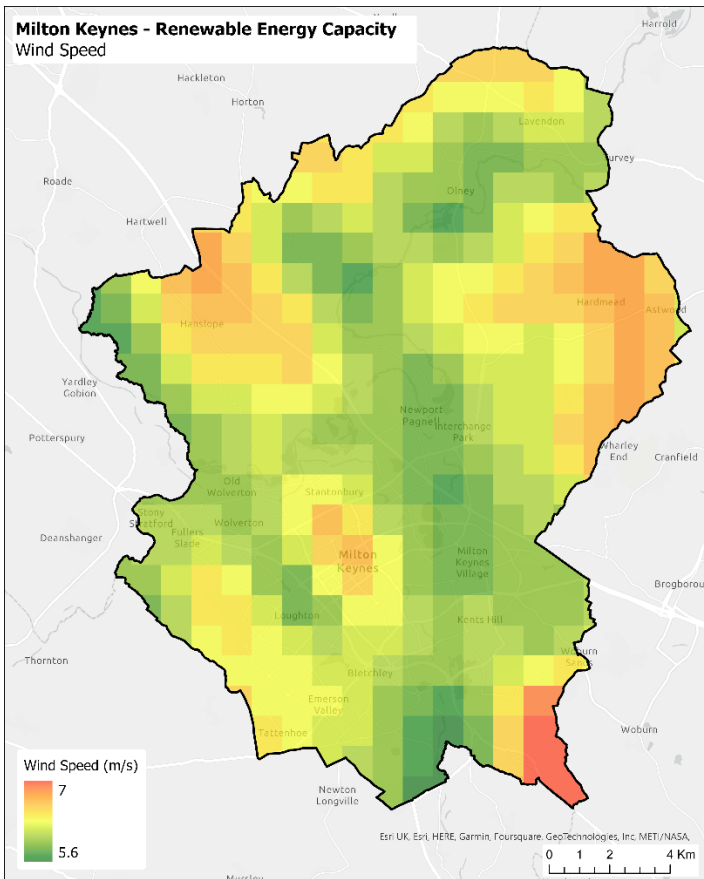 Milton Keynes - Renewable Energy Capacity
Wind Speed
Harrold
Hackleton
Horton
Lavendon
Turvey
Roade
Olney
Hartwell
Hardmead
Astwood
Hanslope
Yardley
Gobion
Newport
Pagnell
Interchange
Park
Potterspury
Wharley
End
Cranfield
Old
Wolverton
Stantonbury
Stony
Stratford
Fullers
Slade
Wolverton
Deanshanger
Milton
Keynes
Milton
Keynes
Village
Brogborou
Loughton
Kents Hill
Thornton
Woburn
Sands
Bletchley
Emerson
Valley
Woburn
Tattenhoe
Wind Speed (m/s)
7
5.6
Newton
Longville
Esri UK, Esri, HERE, Garmin, Foursquare, GeoTechnologies, Inc, METI/NASA,
0 1 2 4 Km